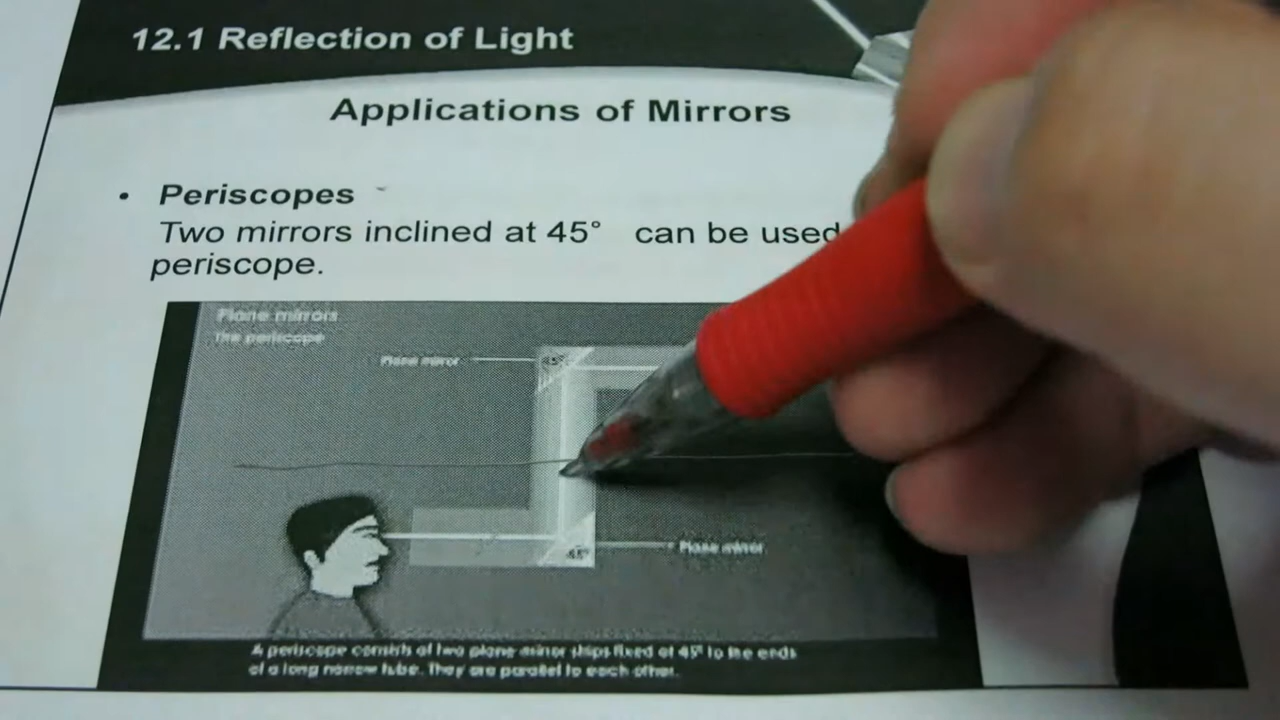 12.1 Reflection of Light
Applications of Mirrors
• Periscopes
Two mirrors inclined at 45° can be used
periscope.
Plane mirrors
The periscope
Plane mirror
45°
45°
Plane mirror
A periscope consists of two plane mirror strips fixed at 45° to the ends
of a long narrow tube. They are parallel to each other.